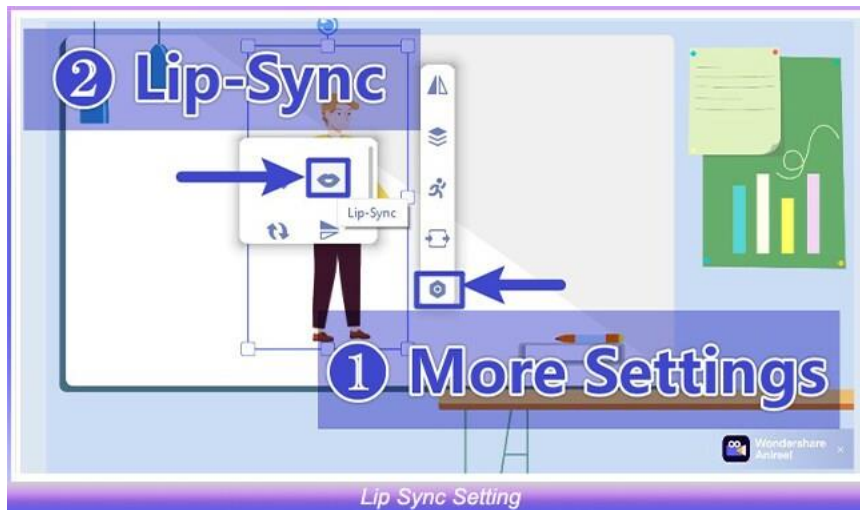 ② Lip-Sync
Lip-Sync
① More Settings
Wondershare
Anireel
Lip Sync Setting